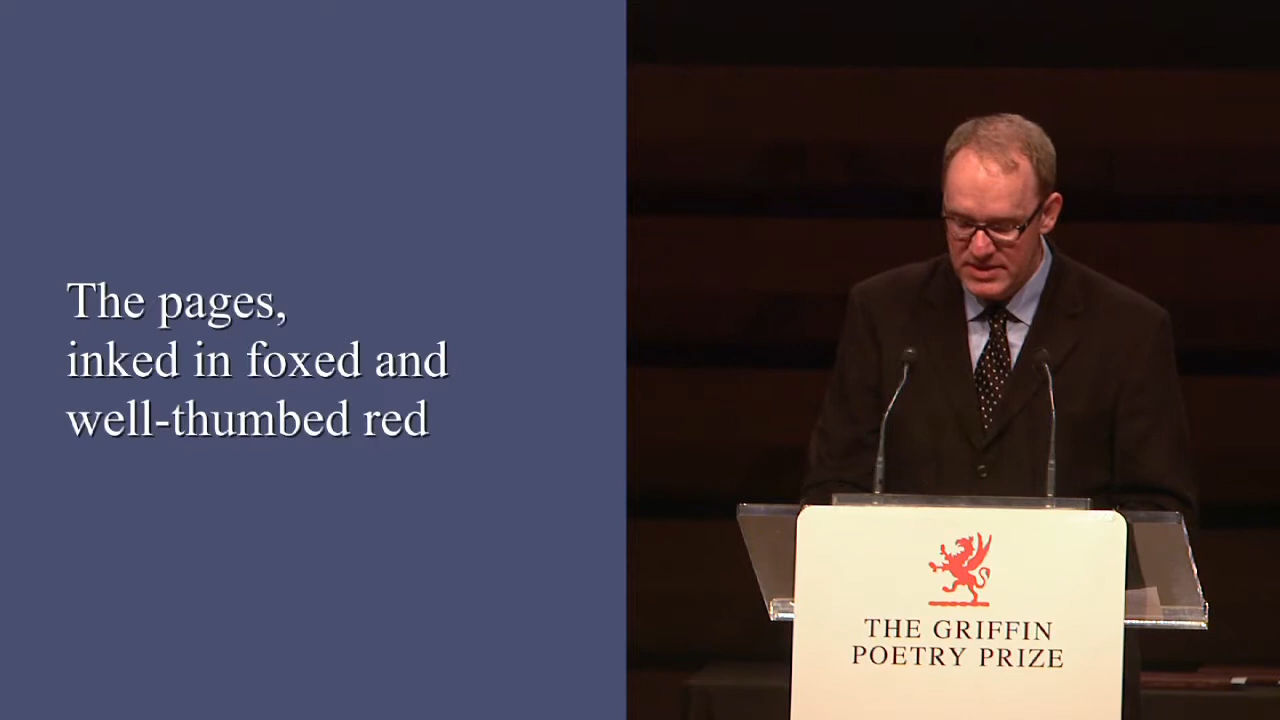 The pages,
inked in foxed and
well-thumbed red
THE GRIFFIN
POETRY PRIZE